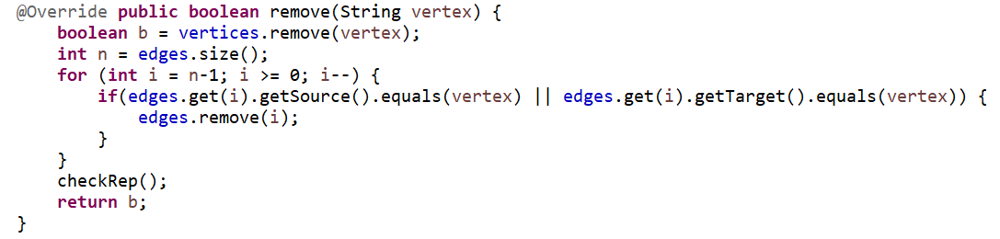 @Override public boolean remove(String vertex) {
    boolean b = vertices.remove(vertex);
    int n = edges.size();
    for (int i = n-1; i >= 0; i--) {
        if(edges.get(i).getSource().equals(vertex) || edges.get(i).getTarget().equals(vertex)) {
            edges.remove(i);
        }
    }
    checkRep();
    return b;
}